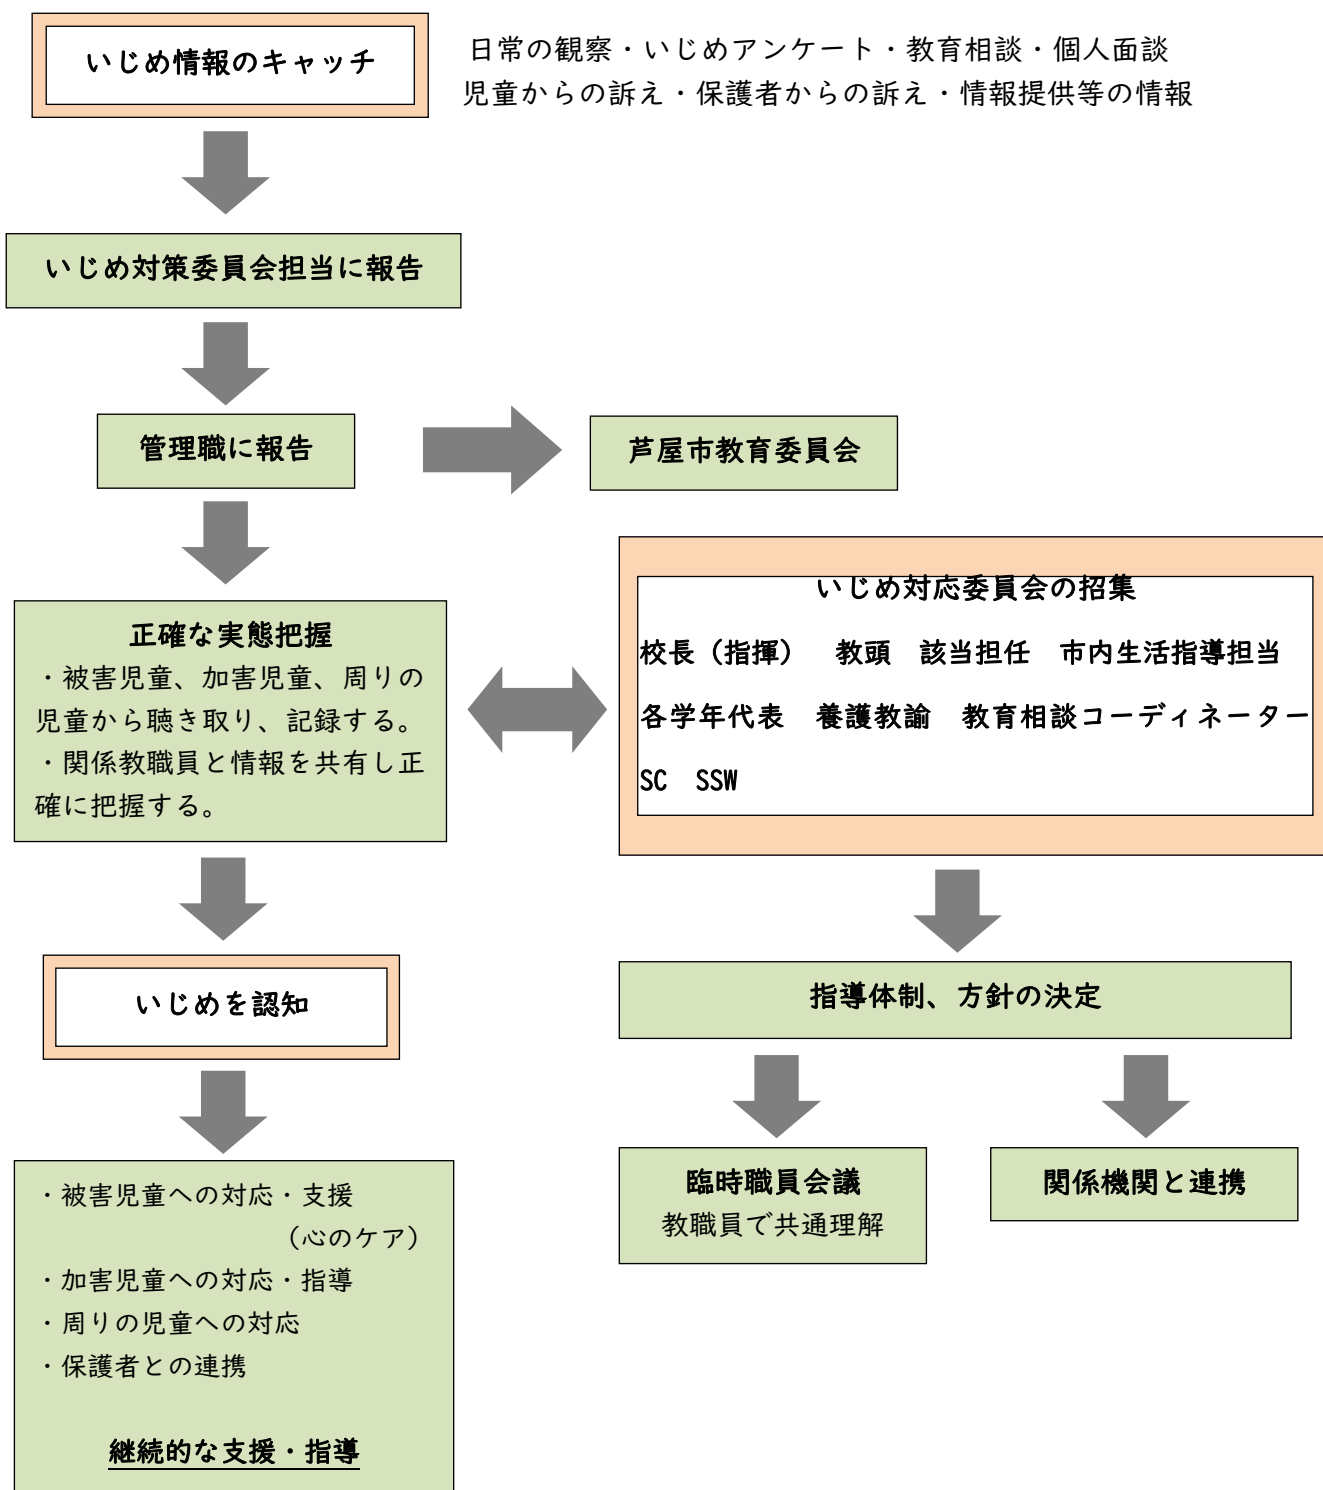 いじめ情報のキャッチ
日常の観察・いじめアンケート・教育相談・個人面談
児童からの訴え・保護者からの訴え・情報提供等の情報
いじめ対策委員会担当に報告
管理職に報告
芦屋市教育委員会
正確な実態把握
・被害児童、加害児童、周りの
児童から聴き取り、記録する。
・関係教職員と情報を共有し正
確に把握する。
いじめ対応委員会の招集
校長（指揮）　教頭　該当担任　市内生活指導担当
各学年代表　養護教諭　教育相談コーディネーター
SC　SSW
いじめを認知
指導体制、方針の決定
・被害児童への対応・支援
（心のケア）
・加害児童への対応・指導
・周りの児童への対応
・保護者との連携
継続的な支援・指導
臨時職員会議
教職員で共通理解
関係機関と連携